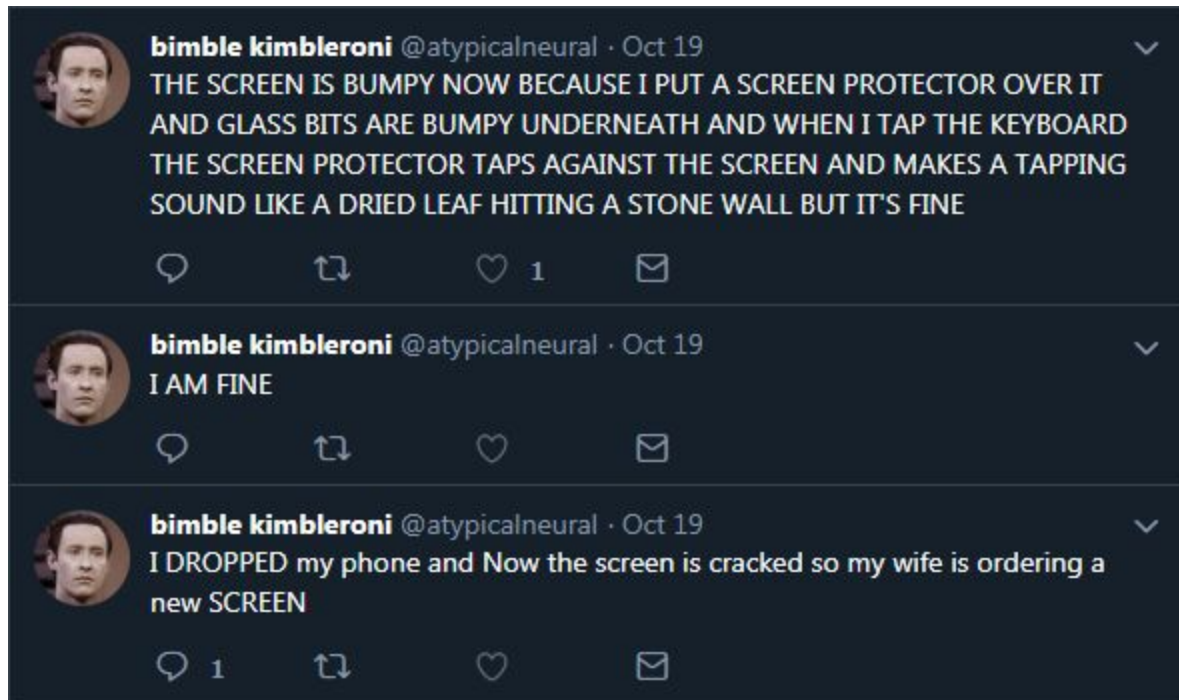 bimble kimbleroni @atypicalneural · Oct 19
THE SCREEN IS BUMPY NOW BECAUSE I PUT A SCREEN PROTECTOR OVER IT
AND GLASS BITS ARE BUMPY UNDERNEATH AND WHEN I TAP THE KEYBOARD
THE SCREEN PROTECTOR TAPS AGAINST THE SCREEN AND MAKES A TAPPING
SOUND LIKE A DRIED LEAF HITTING A STONE WALL BUT IT'S FINE
1
bimble kimbleroni @atypicalneural · Oct 19
I AM FINE
bimble kimbleroni @atypicalneural · Oct 19
I DROPPED my phone and Now the screen is cracked so my wife is ordering a
new SCREEN
1